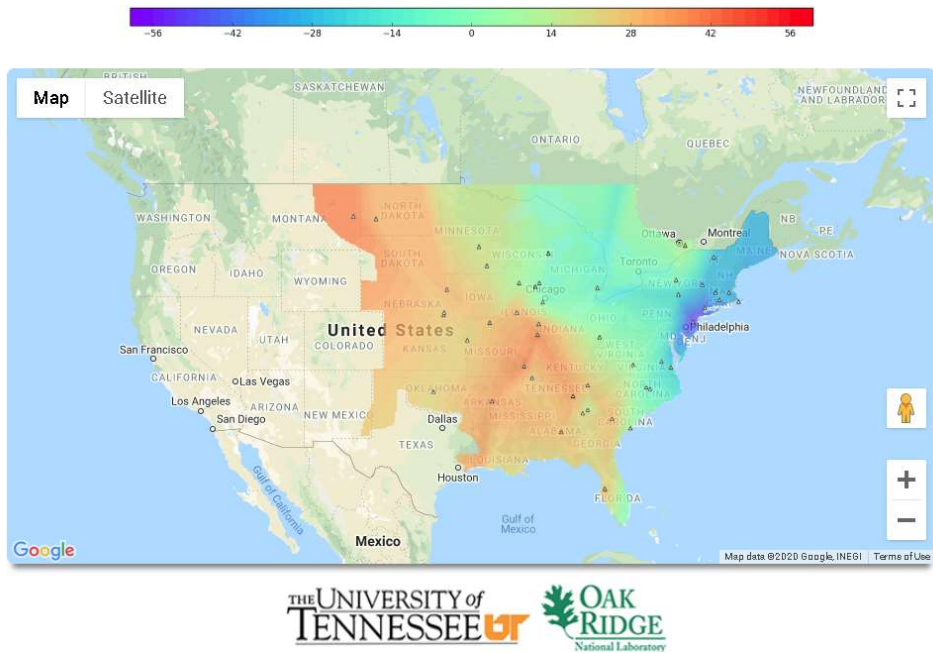 −56 −42 −28 −14 0 14 28 42 56
Map Satellite
BRITISH
SASKATCHEWAN
NEWFOUNDLAND
AND LABRADOR
ONTARIO
QUEBEC
WASHINGTON
MONTANA
NORTH
DAKOTA
MINNESOTA
Ottawa
Montreal
NB
PE
MAINE
NOVA SCOTIA
OREGON
IDAHO
WYOMING
SOUTH
DAKOTA
WISCONSIN
MICHIGAN
Toronto
NEW YORK
NH
NEBRASKA
IOWA
Chicago
ILLINOIS
INDIANA
OHIO
PENN
Philadelphia
MD
DE
NJ
NEVADA
UTAH
COLORADO
United States
KANSAS
MISSOURI
WEST
VIRGINIA
KENTUCKY
VIRGINIA
San Francisco
CALIFORNIA
Las Vegas
OKLAHOMA
ARKANSAS
TENNESSEE
NORTH
CAROLINA
Los Angeles
ARIZONA
NEW MEXICO
San Diego
Dallas
MISSISSIPPI
ALABAMA
SOUTH
CAROLINA
GEORGIA
TEXAS
LOUISIANA
Houston
FLORIDA
Gulf of
California
Gulf of
Mexico
Mexico
Google
Map data ©2020 Google, INEGI Terms of Use
THE UNIVERSITY of
TENNESSEE UT
OAK
RIDGE
National Laboratory